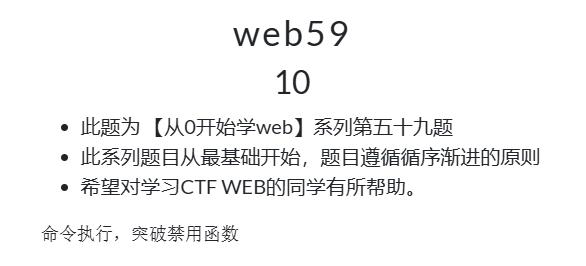 web59
10
此题为 【从0开始学web】系列第五十九题
此系列题目从最基础开始，题目遵循循序渐进的原则
希望对学习CTF WEB的同学有所帮助。
命令执行，突破禁用函数